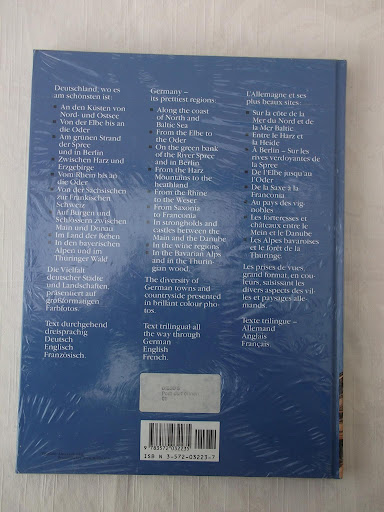 Deutschland, wo es
am schönsten ist:
• An den Küsten von
Nord- und Ostsee
• Von der Elbe bis an
die Oder
• Am grünen Strand
der Spree
und in Berlin
• Zwischen Harz und
Erzgebirge
• Vom Rhein bis an
die Oder
• Von der Sächsischen
zur Fränkischen
Schweiz
• Auf Burgen und
Schlössern zwischen
Main und Donau
• Im Land der Reben
• In den bayerischen
Alpen und im
Thüringer Wald
Die Vielfalt
deutscher Städte
und Landschaften,
präsentiert auf
großformatigen
Farbfotos.
Text durchgehend
dreisprachig
Deutsch
Englisch
Französisch.
Germany –
its prettiest regions:
• Along the coast
of North and
Baltic Sea
• From the Elbe to
the Oder
• On the green bank
of the River Spree
and in Berlin
• From the Harz
Mountains to the
heathland
• From the Rhine
to the Weser
• From Saxonia
to Franconia
• In strongholds and
castles between the
Main and the Danube
• In the wine regions
• In the Bavarian Alps
and in the Thurin-
gian wood
The diversity of
German towns and
countryside presented
in brillant colour pho-
tos.
Text trilingual all
the way through
German
English
French.
L'Allemagne et ses
plus beaux sites:
• Sur la côte de la
Mer du Nord et de
la Mer Baltic
• Entre le Harz et
la Heide
• À Berlin – Sur les
rives verdoyantes de
la Spree
• De l'Elbe jusqu'au
l'Oder
• De la Saxe à la
Franconia
• Au pays des vig-
nobles
• Les forteresses et
châteaux entre le
Mein et le Danube
• Les Alpes bavaroises
et le forêt de la
Thuringe
Les prises de vues,
grand format, en cou-
leurs, saisissant les
divers aspects des vil-
les et paysages alle-
mands.
Texte trilingue –
Allemand
Anglais
Français.
9 783572 032235
ISBN 3-572-03223-7